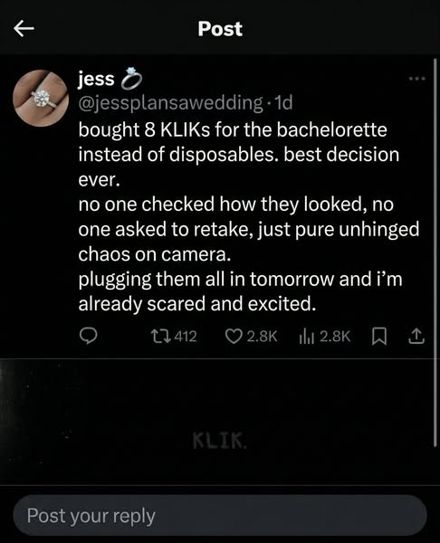 Post
jess 💍
@jessplansawedding · 1d
bought 8 KLIKs for the bachelorette
instead of disposables. best decision
ever.
no one checked how they looked, no
one asked to retake, just pure unhinged
chaos on camera.
plugging them all in tomorrow and i’m
already scared and excited.
412 2.8K 2.8K
KLIK.
Post your reply